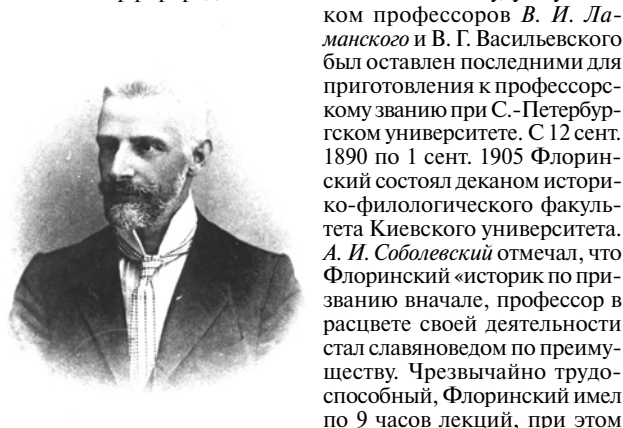 ком профессоров В. И. Ла-
манского и В. Г. Васильевского
был оставлен последними для
приготовления к профессорс-
кому званию при С.-Петербур-
гском университете. С 12 сент.
1890 по 1 сент. 1905 Флорин-
ский состоял деканом истори-
ко-филологического факуль-
тета Киевского университета.
А. И. Соболевский отмечал, что
Флоринский «историк по при-
званию вначале, профессор в
расцвете своей деятельности
стал славяноведом по преиму-
ществу. Чрезвычайно трудо-
способный, Флоринский имел
по 9 часов лекций, при этом